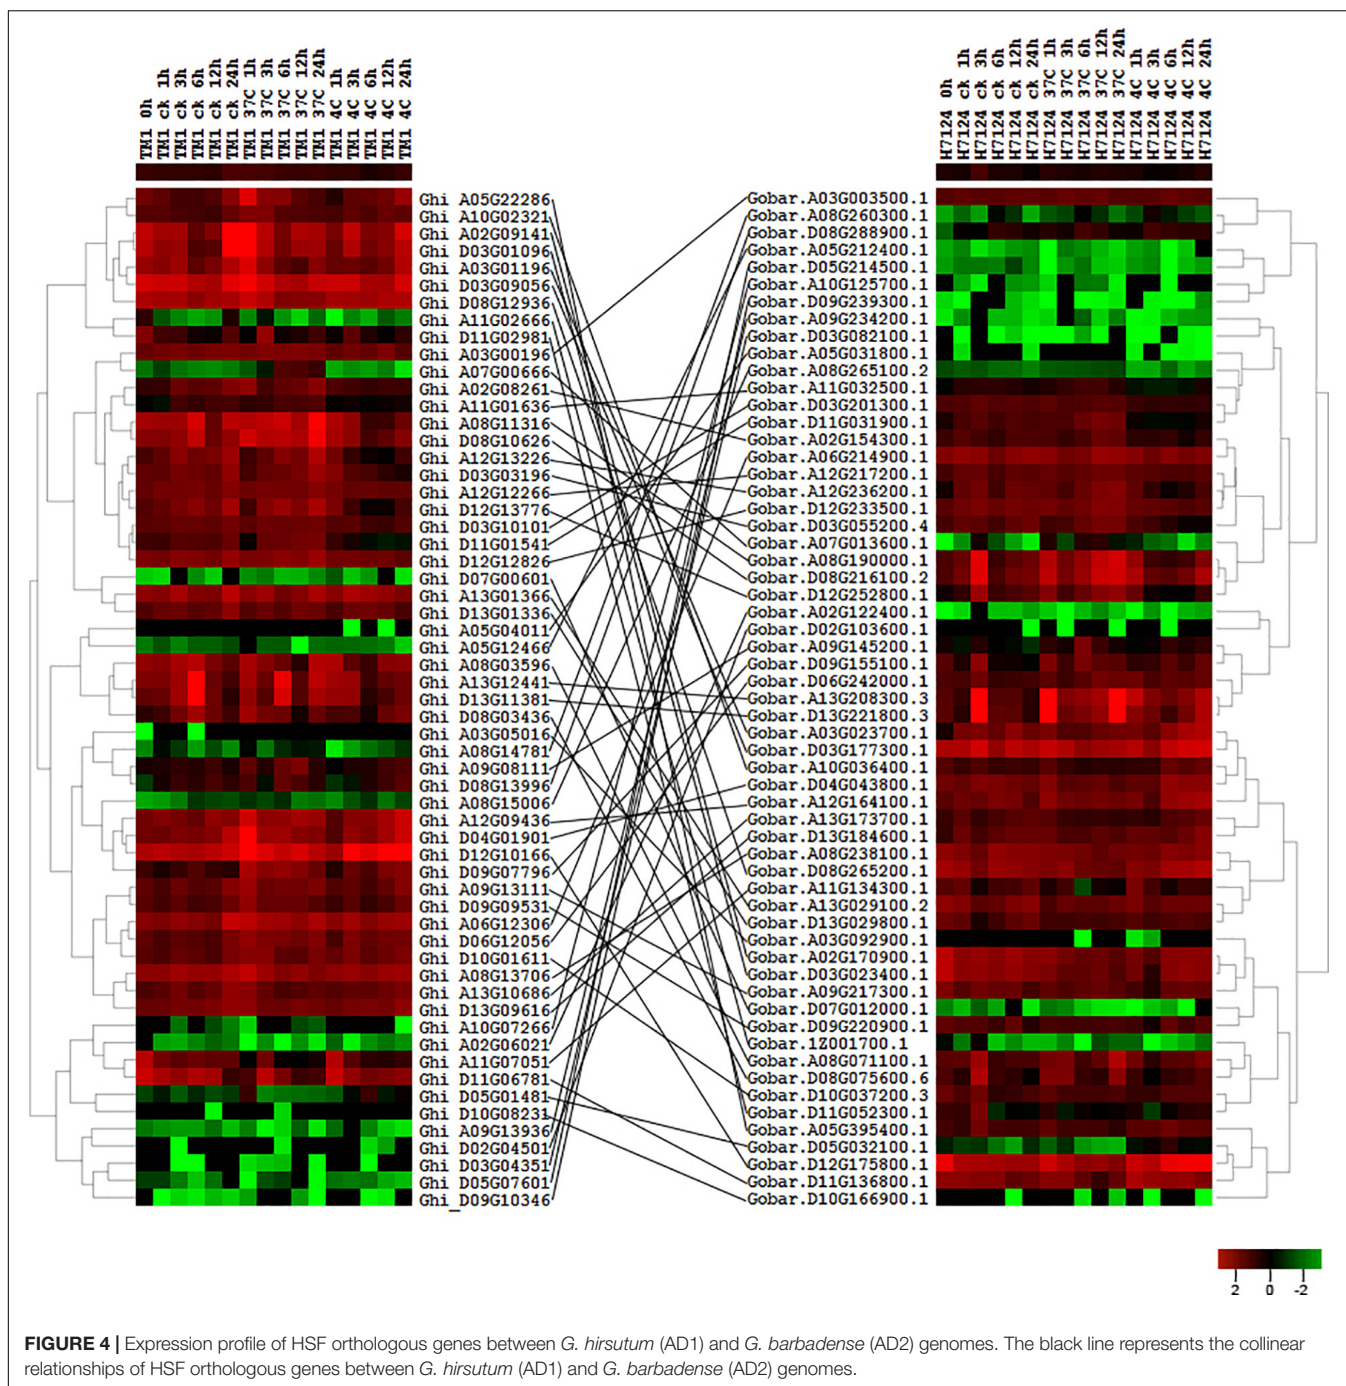 TM1 0h
TM1 ck 1h
TM1 ck 3h
TM1 ck 6h
TM1 ck 12h
TM1 ck 24h
TM1 37C 1h
TM1 37C 3h
TM1 37C 6h
TM1 37C 12h
TM1 37C 24h
TM1 4C 1h
TM1 4C 3h
TM1 4C 6h
TM1 4C 12h
TM1 4C 24h
H7124 0h
H7124 ck 1h
H7124 ck 3h
H7124 ck 6h
H7124 ck 12h
H7124 ck 24h
H7124 37C 1h
H7124 37C 3h
H7124 37C 6h
H7124 37C 12h
H7124 37C 24h
H7124 4C 1h
H7124 4C 3h
H7124 4C 6h
H7124 4C 12h
H7124 4C 24h
Ghi A05G22286
Ghi A10G02321
Ghi A02G09141
Ghi D03G01096
Ghi A03G01196
Ghi D03G09056
Ghi D08G12936
Ghi A11G02666
Ghi D11G02981
Ghi A03G00196
Ghi A07G00666
Ghi A02G08261
Ghi A11G01636
Ghi A08G11316
Ghi D08G10626
Ghi A12G13226
Ghi D03G03196
Ghi A12G12266
Ghi D12G13776
Ghi D03G10101
Ghi D11G01541
Ghi D12G12826
Ghi D07G00601
Ghi A13G01366
Ghi D13G01336
Ghi A05G04011
Ghi A05G12466
Ghi A08G03596
Ghi A13G12441
Ghi D13G11381
Ghi D08G03436
Ghi A03G05016
Ghi A08G14781
Ghi A09G08111
Ghi D08G13996
Ghi A08G15006
Ghi A12G09436
Ghi D04G01901
Ghi D12G10166
Ghi D09G07796
Ghi A09G13111
Ghi D09G09531
Ghi A06G12306
Ghi D06G12056
Ghi D10G01611
Ghi A08G13706
Ghi A13G10686
Ghi D13G09616
Ghi A10G07266
Ghi A02G06021
Ghi A11G07051
Ghi D11G06781
Ghi D05G01481
Ghi D10G08231
Ghi A09G13936
Ghi D02G04501
Ghi D03G04351
Ghi D05G07601
Ghi_D09G10346
Gobar.A03G003500.1
Gobar.A08G260300.1
Gobar.D08G288900.1
Gobar.A05G212400.1
Gobar.D05G214500.1
Gobar.A10G125700.1
Gobar.D09G239300.1
Gobar.A09G234200.1
Gobar.D03G082100.1
Gobar.A05G031800.1
Gobar.A08G265100.2
Gobar.A11G032500.1
Gobar.D03G201300.1
Gobar.D11G031900.1
Gobar.A02G154300.1
Gobar.A06G214900.1
Gobar.A12G217200.1
Gobar.A12G236200.1
Gobar.D12G233500.1
Gobar.D03G055200.4
Gobar.A07G013600.1
Gobar.A08G190000.1
Gobar.D08G216100.2
Gobar.D12G252800.1
Gobar.A02G122400.1
Gobar.D02G103600.1
Gobar.A09G145200.1
Gobar.D09G155100.1
Gobar.D06G242000.1
Gobar.A13G208300.3
Gobar.D13G221800.3
Gobar.A03G023700.1
Gobar.D03G177300.1
Gobar.A10G036400.1
Gobar.D04G043800.1
Gobar.A12G164100.1
Gobar.A13G173700.1
Gobar.D13G184600.1
Gobar.A08G238100.1
Gobar.D08G265200.1
Gobar.A11G134300.1
Gobar.A13G029100.2
Gobar.D13G029800.1
Gobar.A03G092900.1
Gobar.A02G170900.1
Gobar.D03G023400.1
Gobar.A09G217300.1
Gobar.D07G012000.1
Gobar.D09G220900.1
Gobar.1Z001700.1
Gobar.A08G071100.1
Gobar.D08G075600.6
Gobar.D10G037200.3
Gobar.D11G052300.1
Gobar.A05G395400.1
Gobar.D05G032100.1
Gobar.D12G175800.1
Gobar.D11G136800.1
Gobar.D10G166900.1
2 0 -2
FIGURE 4 | Expression profile of HSF orthologous genes between G. hirsutum (AD1) and G. barbadense (AD2) genomes. The black line represents the collinear
relationships of HSF orthologous genes between G. hirsutum (AD1) and G. barbadense (AD2) genomes.